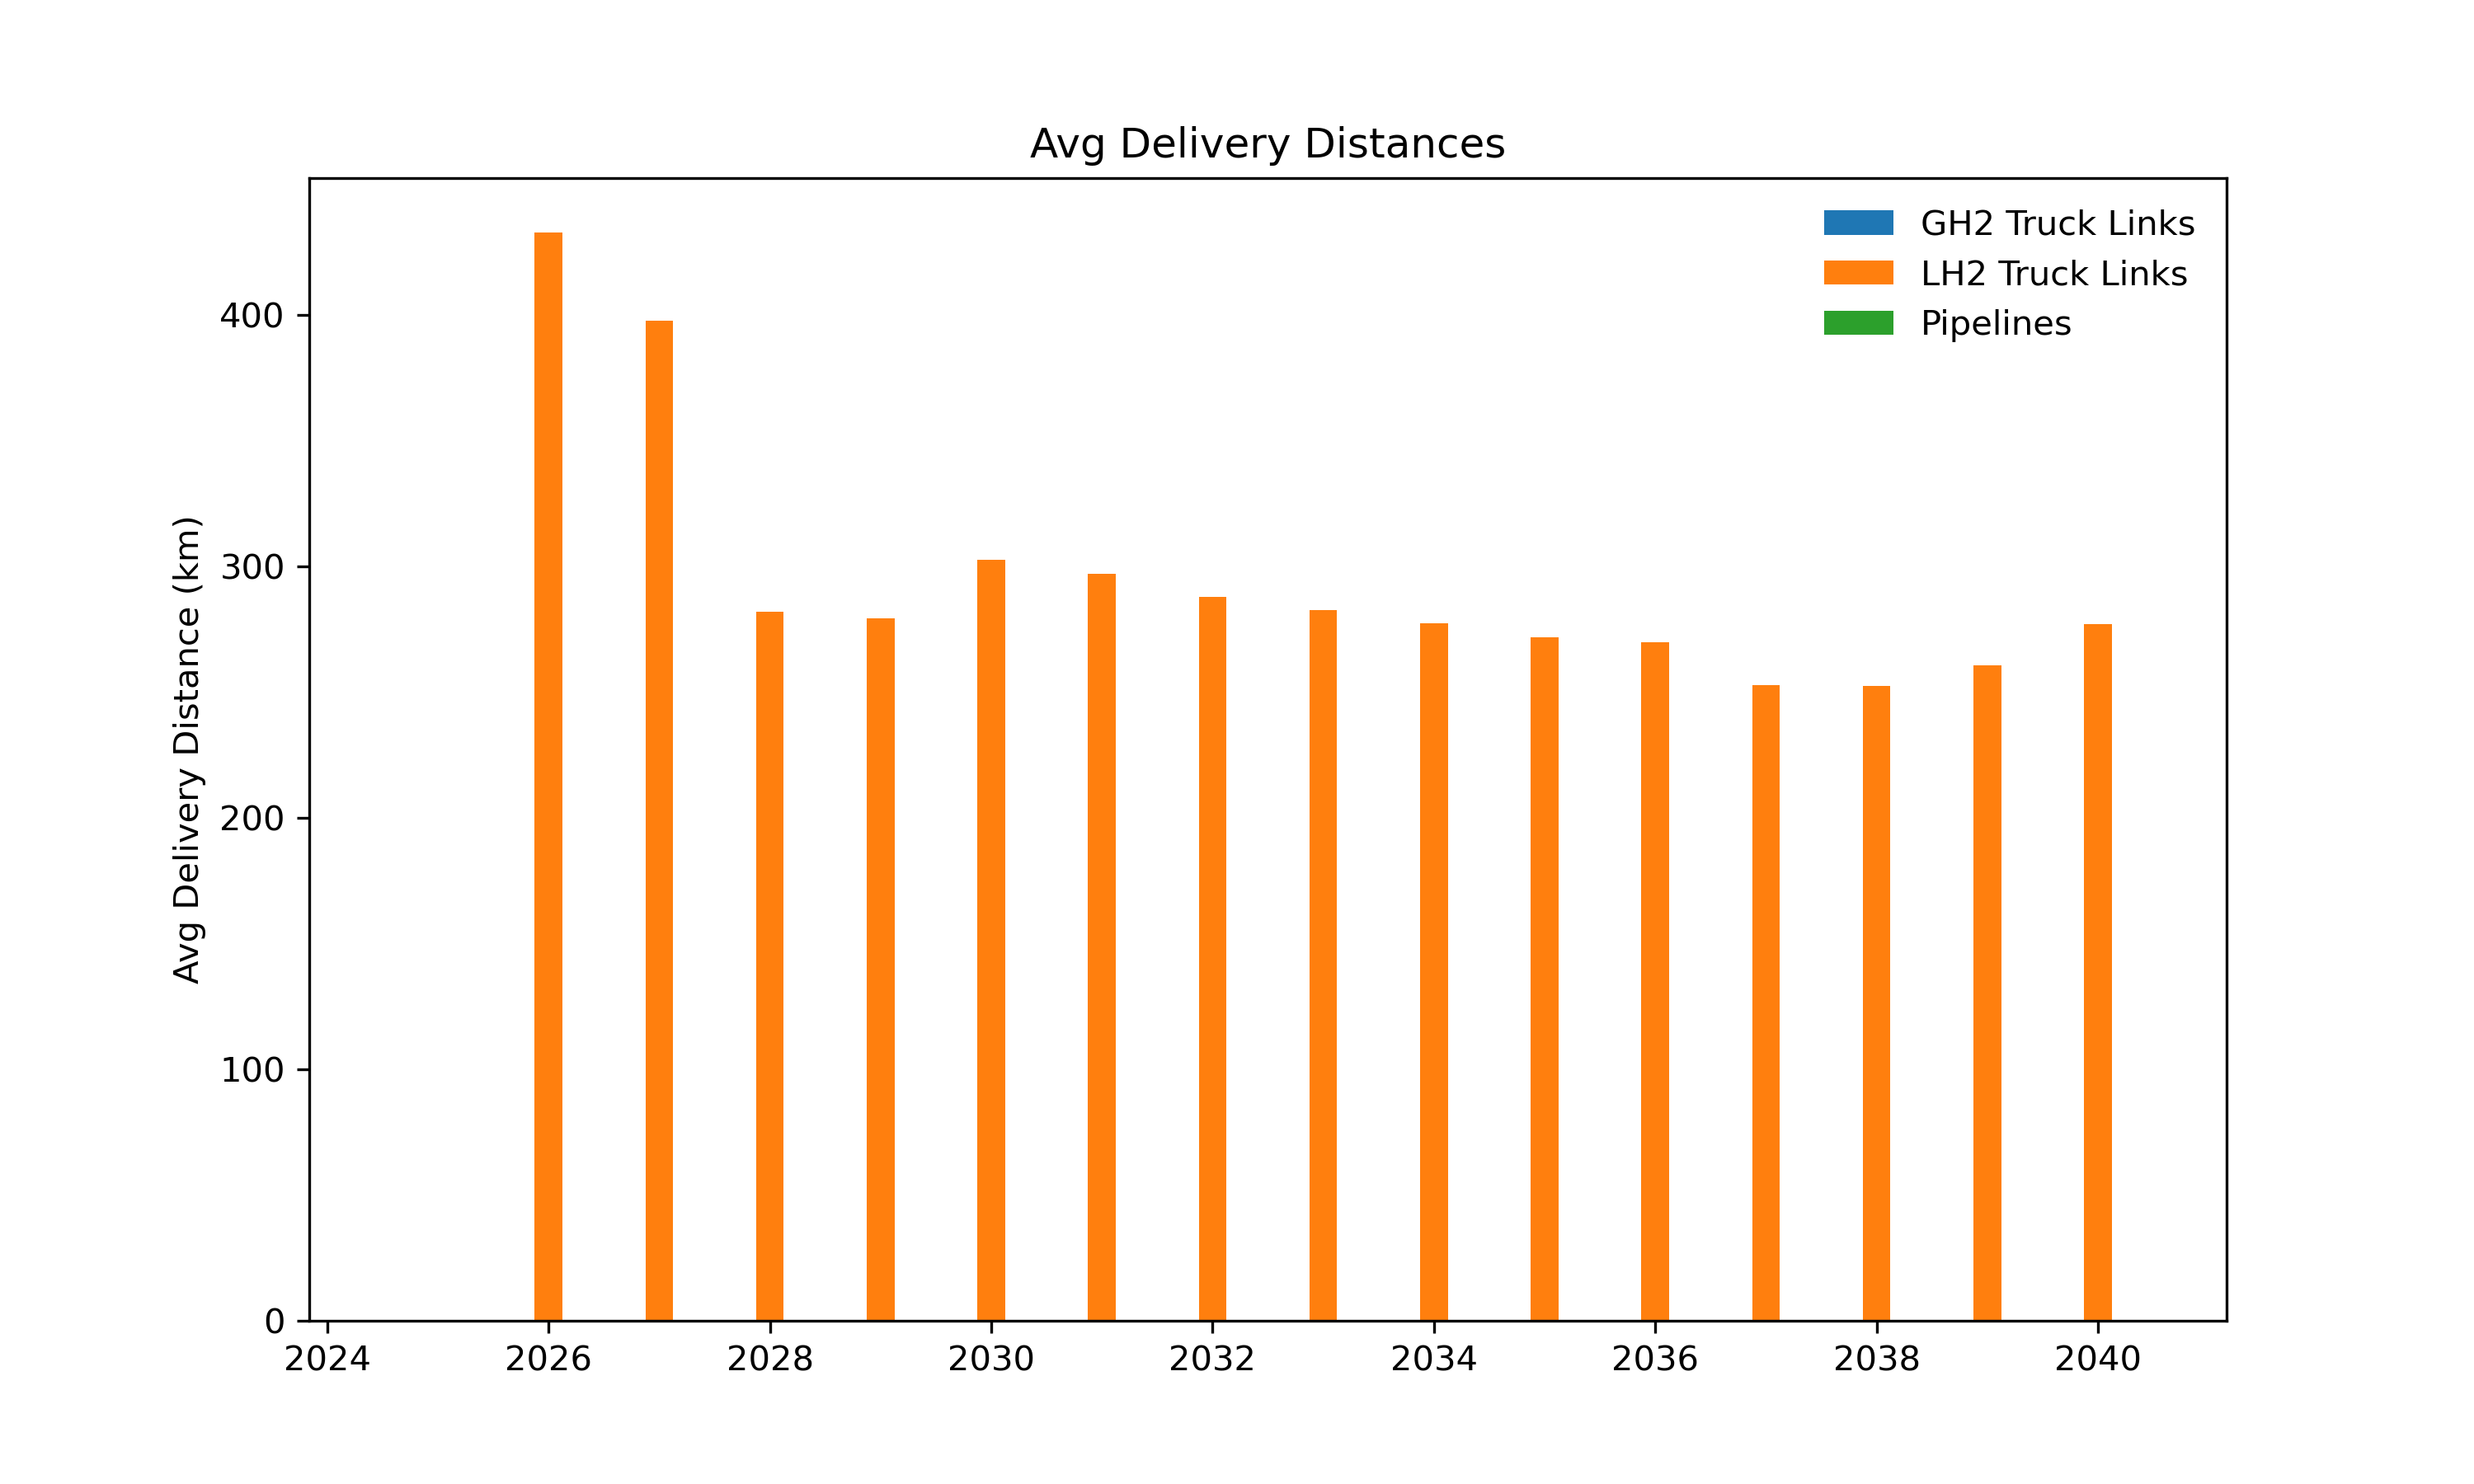 Avg Delivery Distances
GH2 Truck Links
LH2 Truck Links
Pipelines
Avg Delivery Distance (km)
400
300
200
100
0
2024 2026 2028 2030 2032 2034 2036 2038 2040